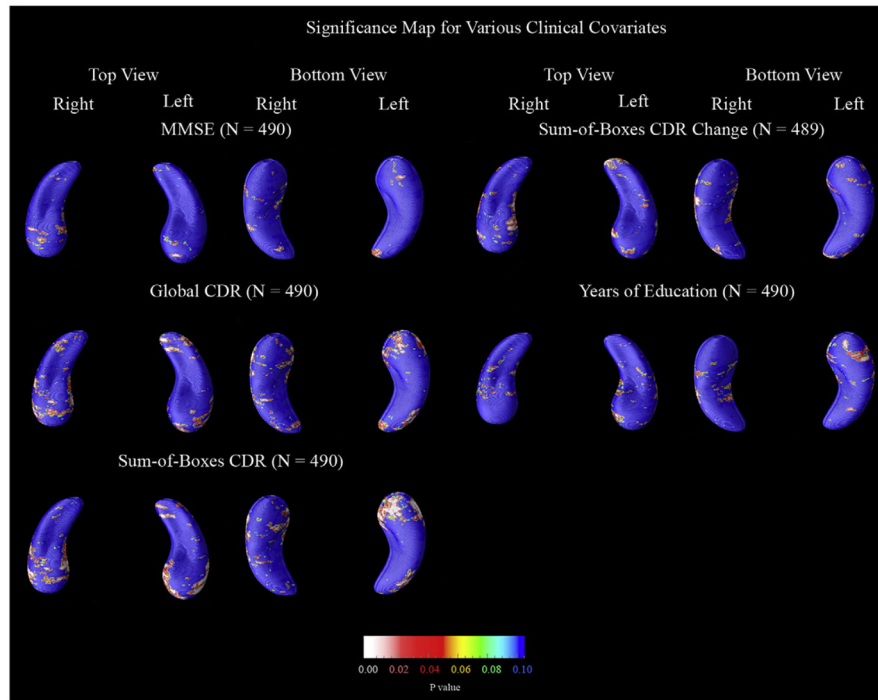 Significance Map for Various Clinical Covariates
Top View Bottom View Top View Bottom View
Right Left Right Left Right Left Right Left
MMSE (N = 490) Sum-of-Boxes CDR Change (N = 489)
Global CDR (N = 490) Years of Education (N = 490)
Sum-of-Boxes CDR (N = 490)
0.00 0.02 0.04 0.06 0.08 0.10
P value